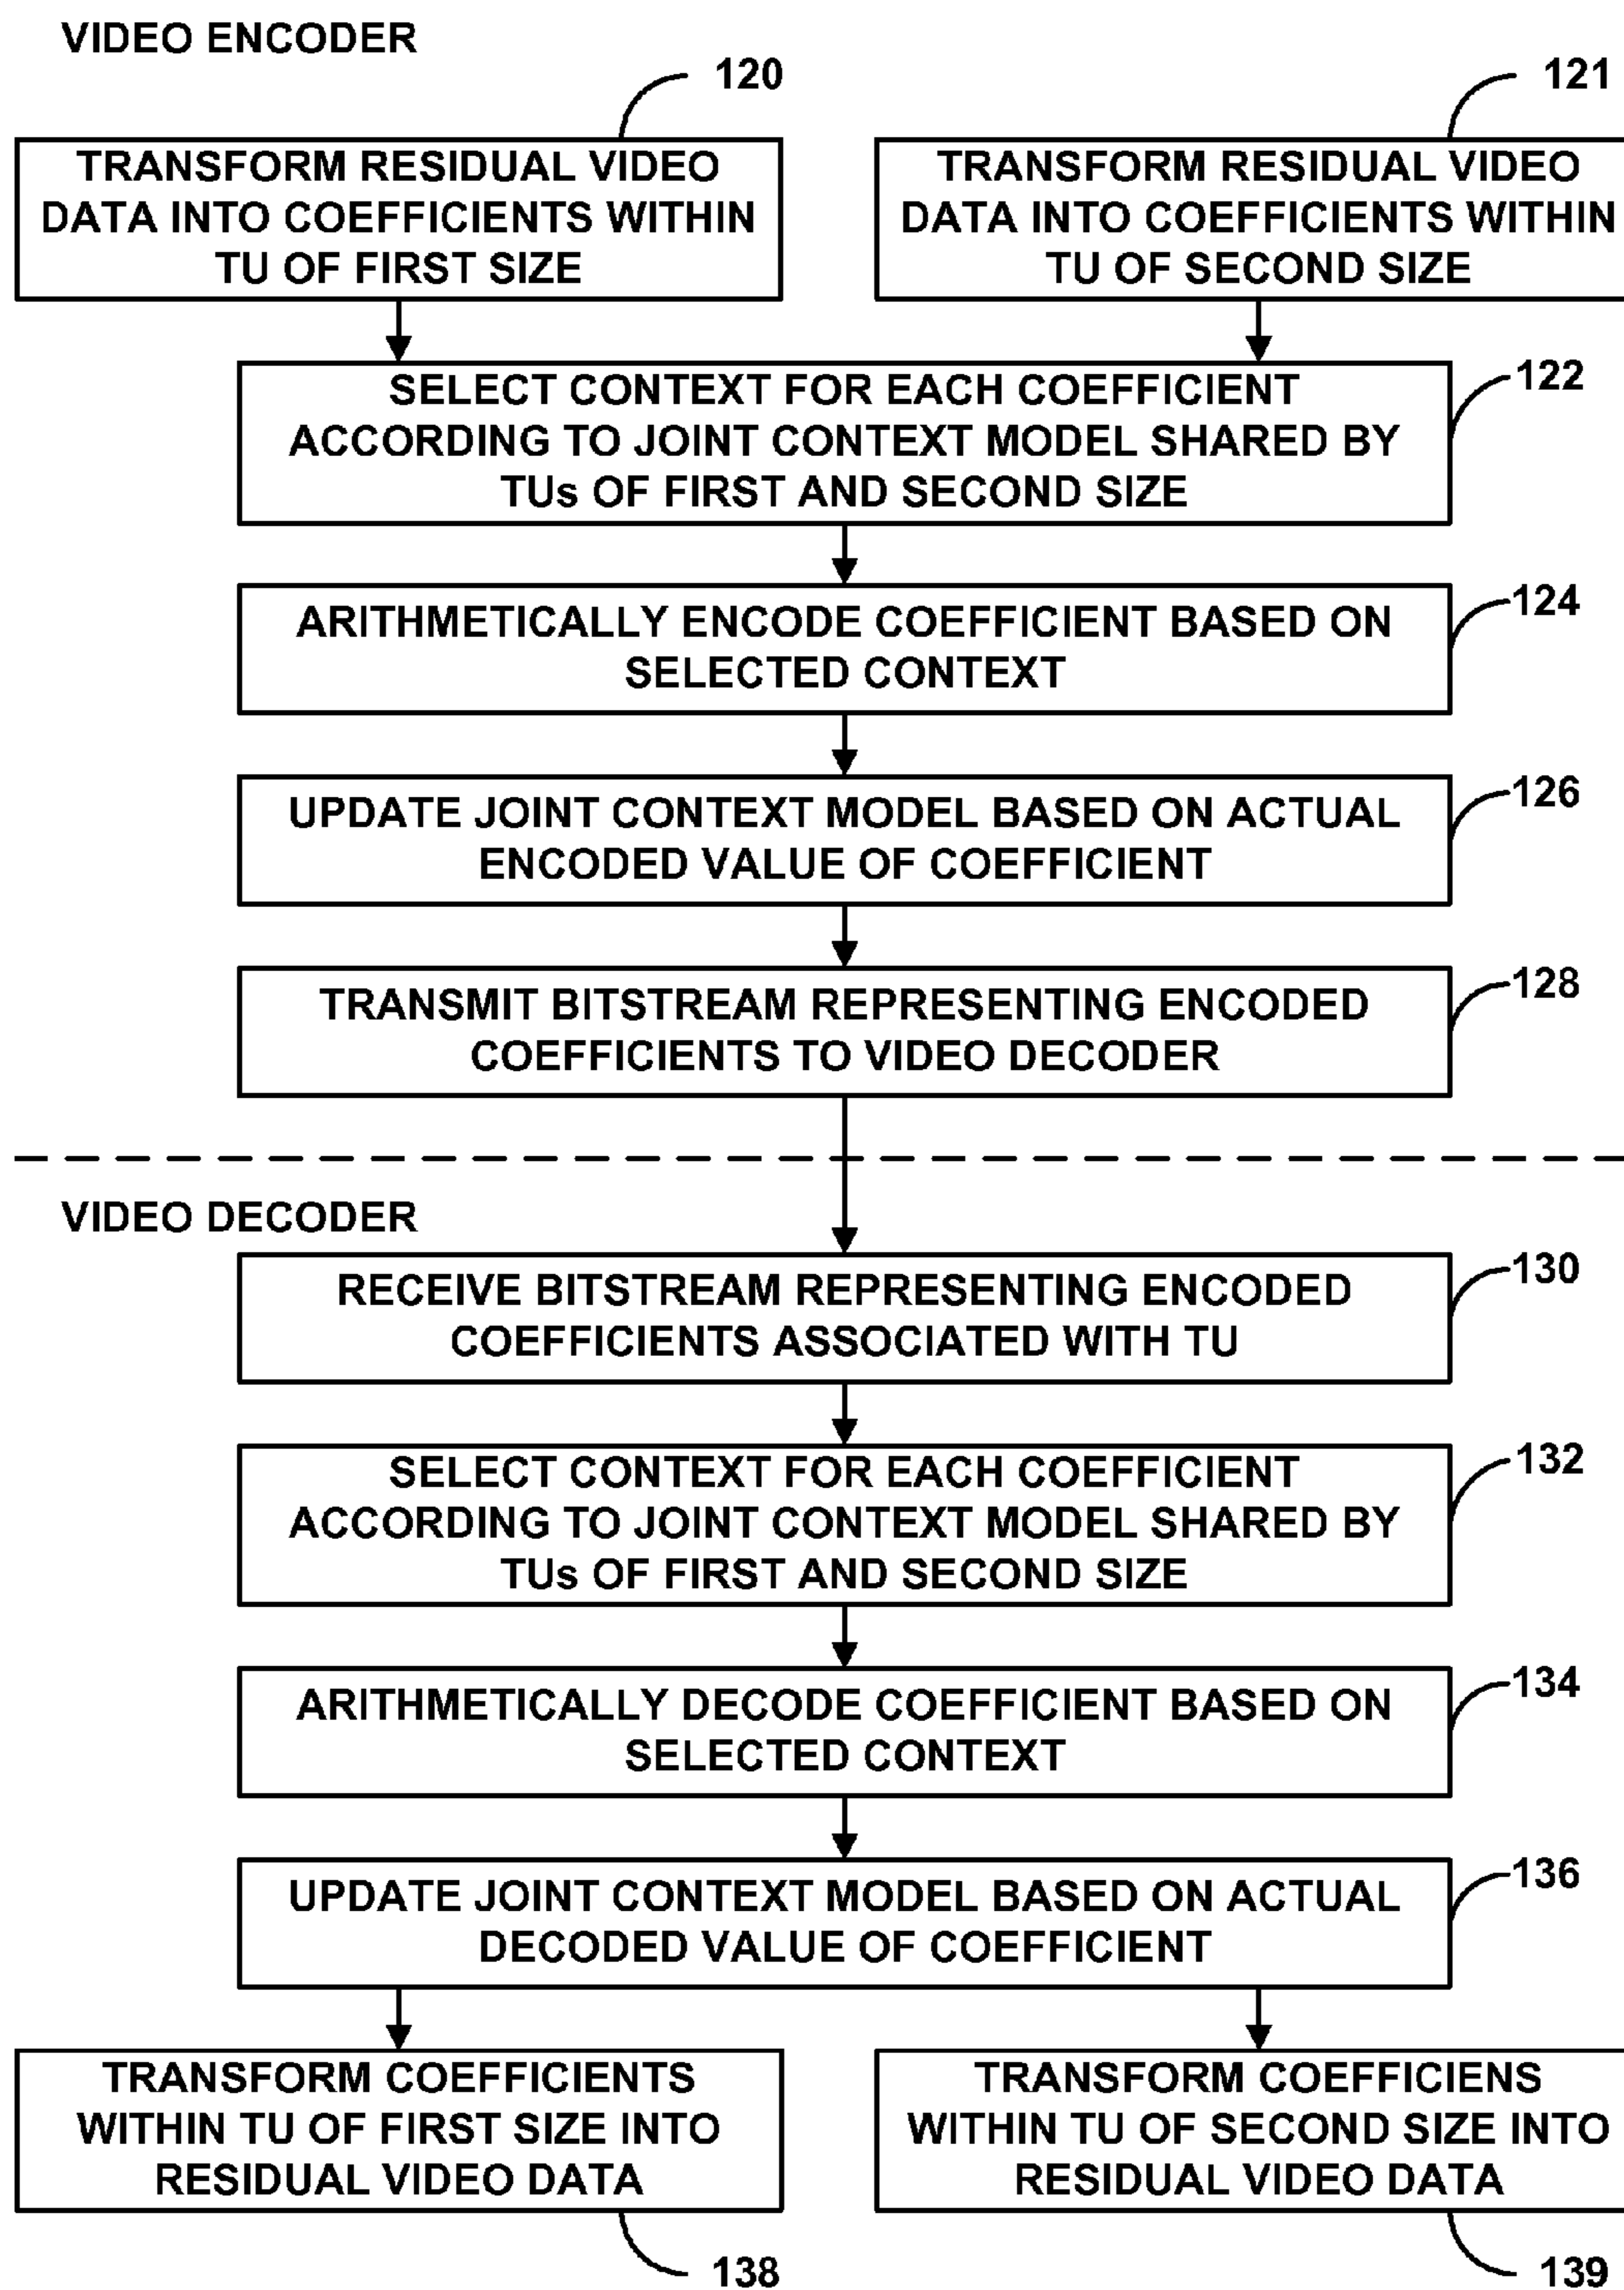 VIDEO ENCODER
120
121
TRANSFORM RESIDUAL VIDEO
DATA INTO COEFFICIENTS WITHIN
TU OF FIRST SIZE
TRANSFORM RESIDUAL VIDEO
DATA INTO COEFFICIENTS WITHIN
TU OF SECOND SIZE
122
SELECT CONTEXT FOR EACH COEFFICIENT
ACCORDING TO JOINT CONTEXT MODEL SHARED BY
TUs OF FIRST AND SECOND SIZE
124
ARITHMETICALLY ENCODE COEFFICIENT BASED ON
SELECTED CONTEXT
126
UPDATE JOINT CONTEXT MODEL BASED ON ACTUAL
ENCODED VALUE OF COEFFICIENT
128
TRANSMIT BITSTREAM REPRESENTING ENCODED
COEFFICIENTS TO VIDEO DECODER
VIDEO DECODER
130
RECEIVE BITSTREAM REPRESENTING ENCODED
COEFFICIENTS ASSOCIATED WITH TU
132
SELECT CONTEXT FOR EACH COEFFICIENT
ACCORDING TO JOINT CONTEXT MODEL SHARED BY
TUs OF FIRST AND SECOND SIZE
134
ARITHMETICALLY DECODE COEFFICIENT BASED ON
SELECTED CONTEXT
136
UPDATE JOINT CONTEXT MODEL BASED ON ACTUAL
DECODED VALUE OF COEFFICIENT
TRANSFORM COEFFICIENTS
WITHIN TU OF FIRST SIZE INTO
RESIDUAL VIDEO DATA
TRANSFORM COEFFICIENS
WITHIN TU OF SECOND SIZE INTO
RESIDUAL VIDEO DATA
138
139